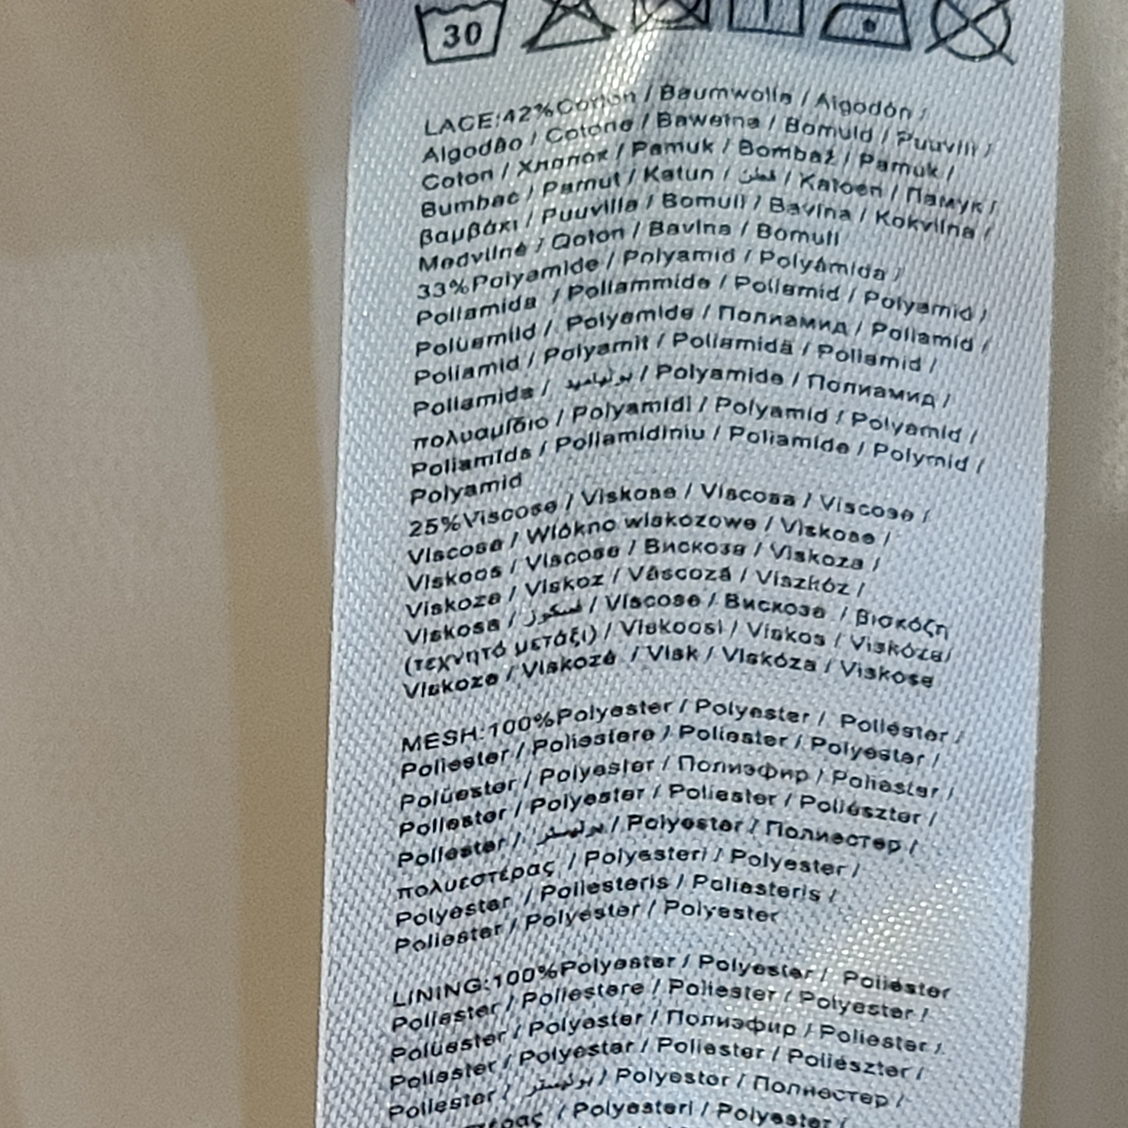 30
LACE:42%Cotton / Baumwolle / Algodón /
Algodão / Cotone / Bawełna / Bomuld / Puuvill /
Coton / Хлопок / Pamuk / Bombaž / Pamuk /
Bumbac / Pamut / Katun / قطن / Katoen / Памук /
βαμβάκι / Puuvilla / Bomull / Bavlna / Kokvilna /
Medvilnė / Qoton / Bavlna / Bomull
33%Polyamide / Polyamid / Polyâmida /
Poliamida / Poliammide / Poliamid / Polyamid /
Polüamiid / Polyamide / Полиамид / Poliamid /
Poliamid / Polyamit / Poliamidă / Poliamid /
Poliamida / بولياميد / Polyamide / Полиамид /
πολυαμίδιο / Polyamidi / Polyamid / Polyamid /
Poliamīds / Poliamidiniu / Poliamide / Polymid /
Polyamid
25%Viscose / Viskose / Viscosa / Viscose /
Viscosa / Włókno wiskozowe / Viskose /
Viskoos / Viscose / Вискоза / Viskoza /
Viskoza / Viskoz / Vâscoză / Viszkóz /
Viskosa / فسكوز / Viscose / Вискоза / βισκόζη
(τεχνητό μετάξι) / Viskoosi / Viskos / Viskóza/
Viskoze / Viskozė / Visk / Viskóza / Viskose
MESH:100%Polyester / Polyester / Poliéster /
Poliester / Poliestere / Poliester / Polyester /
Polüester / Polyester / Полиэфир / Poliester /
Poliester / Polyester / Poliester / Poliészter /
Poliester / بوليستر / Polyester / Полиестер /
πολυεστέρας / Polyesteri / Polyester /
Polyester / Poliesteris / Poliesteris /
Poliester / Polyester / Polyester
LINING:100%Polyester / Polyester / Poliéster
Poliester / Poliestere / Poliester / Polyester /
Polüester / Polyester / Полиэфир / Poliester /
Poliester / Polyester / Poliester / Poliészter /
Poliester / بوليستر / Polyester / Полиестер /
/ Polyesteri / Polyester /